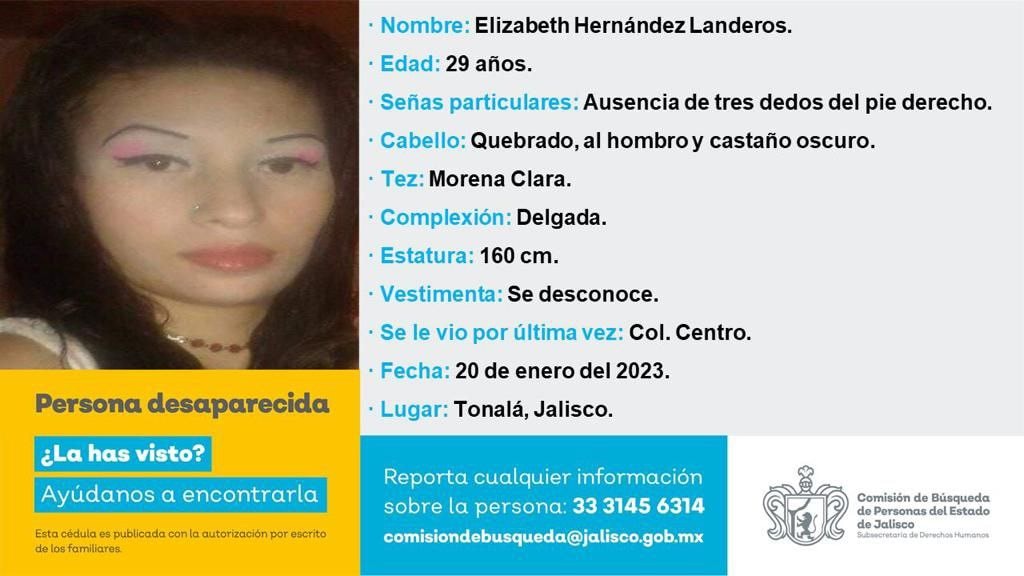 · Nombre: Elizabeth Hernández Landeros.
· Edad: 29 años.
· Señas particulares: Ausencia de tres dedos del pie derecho.
· Cabello: Quebrado, al hombro y castaño oscuro.
· Tez: Morena Clara.
· Complexión: Delgada.
· Estatura: 160 cm.
· Vestimenta: Se desconoce.
· Se le vio por última vez: Col. Centro.
· Fecha: 20 de enero del 2023.
· Lugar: Tonalá, Jalisco.
Persona desaparecida
¿La has visto?
Ayúdanos a encontrarla
Esta cédula es publicada con la autorización por escrito
de los familiares.
Reporta cualquier información
sobre la persona: 33 3145 6314
comisiondebusqueda@jalisco.gob.mx
Comisión de Búsqueda
de Personas del Estado
de Jalisco
Subsecretaría de Derechos Humanos